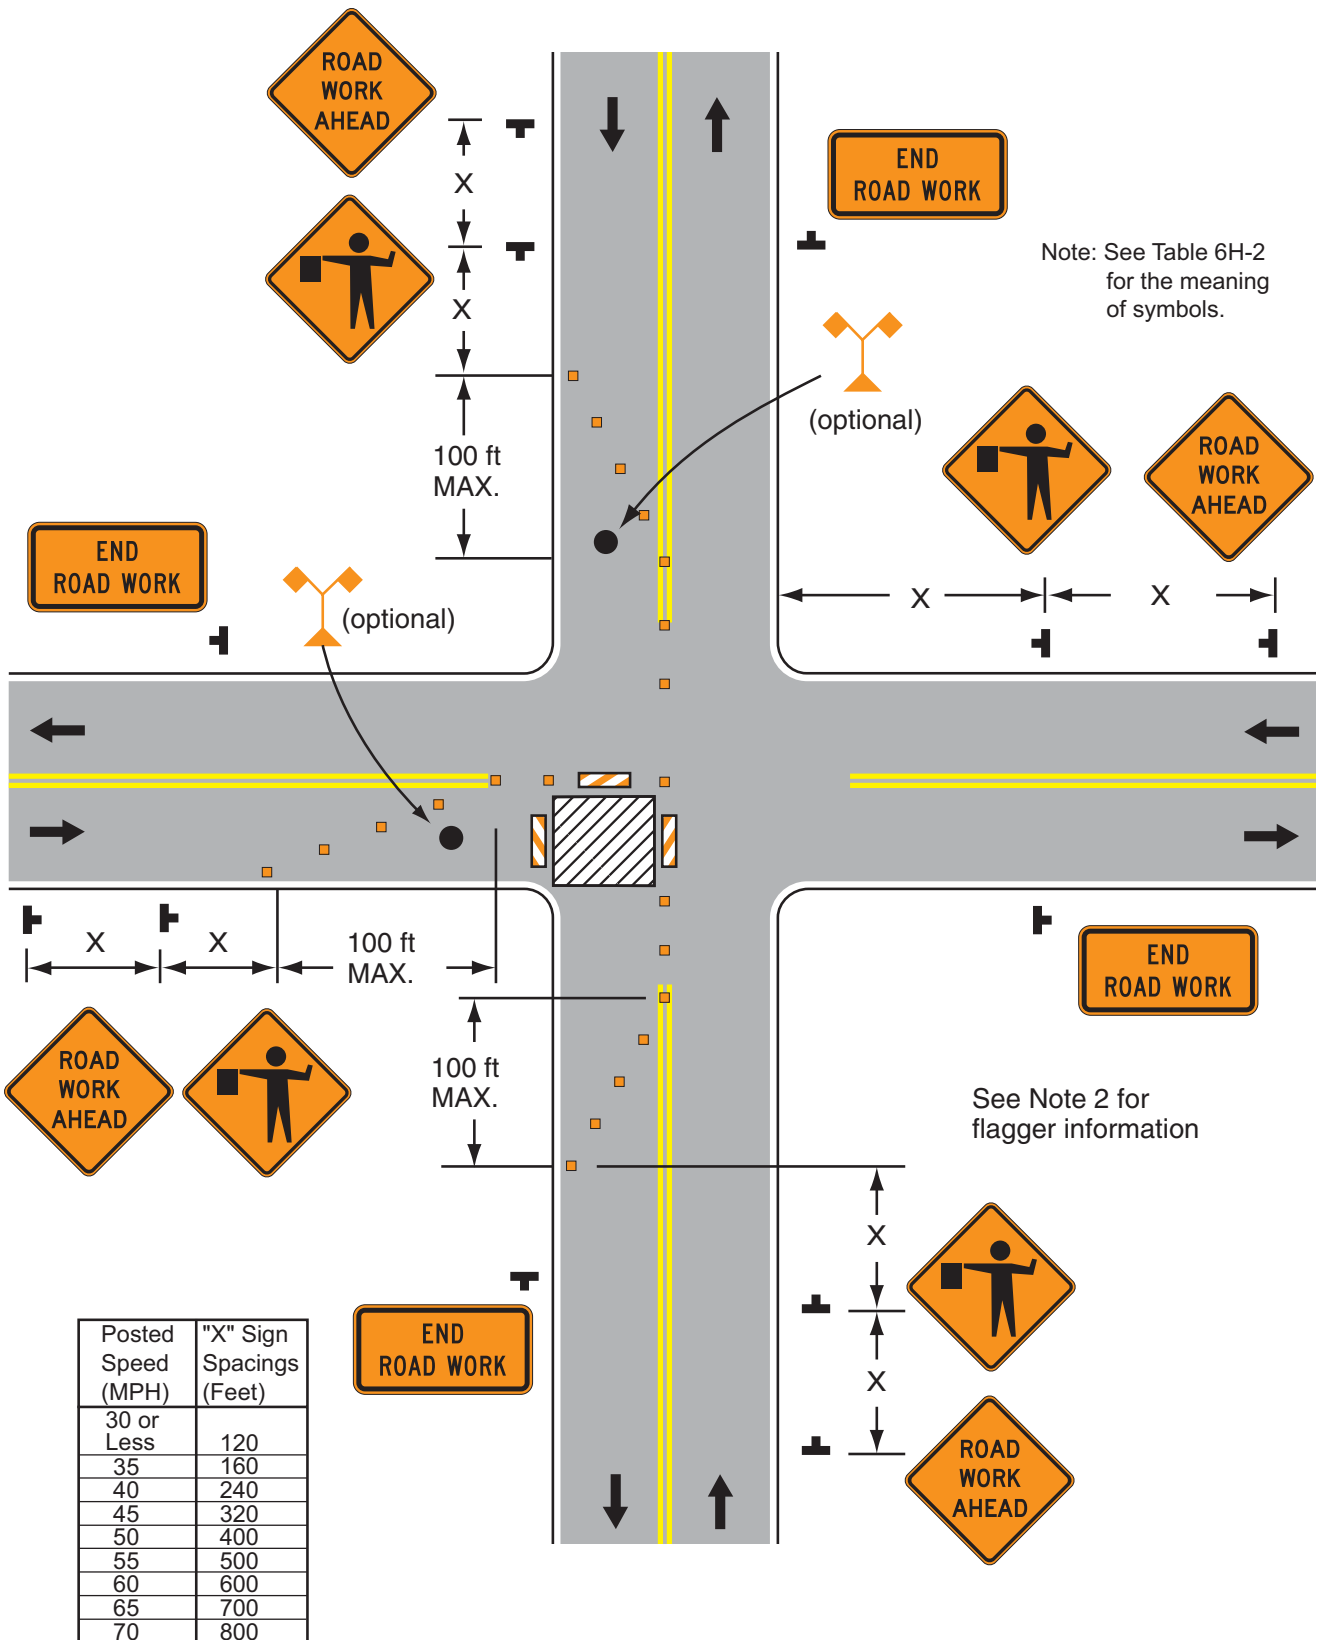 ROAD
WORK
AHEAD
X
X
END
ROAD WORK
Note: See Table 6H-2
for the meaning
of symbols.
(optional)
100 ft
MAX.
ROAD
WORK
AHEAD
X
X
END
ROAD WORK
(optional)
X
X
100 ft
MAX.
END
ROAD WORK
ROAD
WORK
AHEAD
100 ft
MAX.
See Note 2 for
flagger information
X
X
END
ROAD WORK
ROAD
WORK
AHEAD
Posted Speed (MPH) "X" Sign Spacings (Feet)
30 or Less 120
35 160
40 240
45 320
50 400
55 500
60 600
65 700
70 800